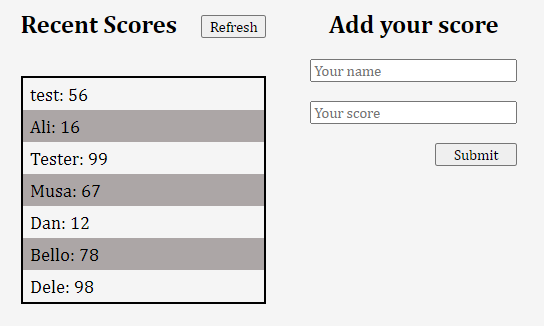 Recent Scores
Refresh
test: 56
Ali: 16
Tester: 99
Musa: 67
Dan: 12
Bello: 78
Dele: 98
Add your score
Your name
Your score
Submit